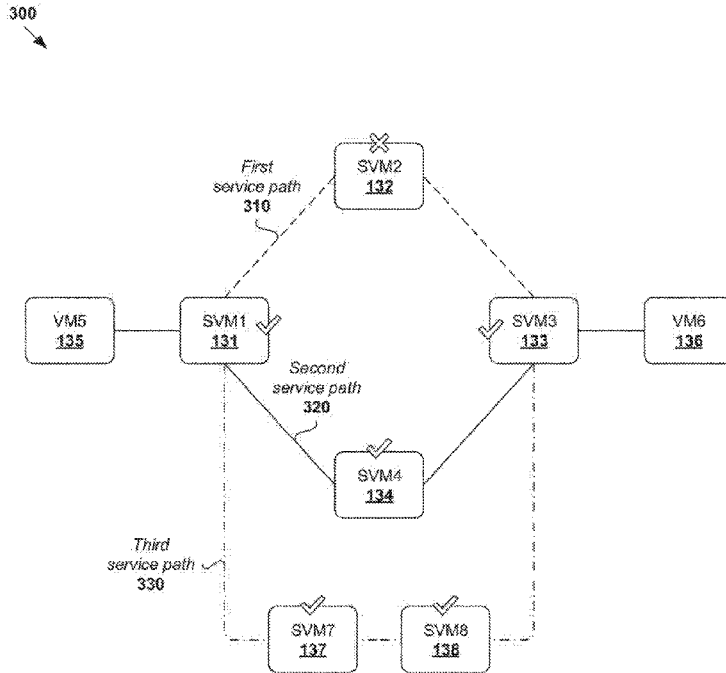 300
SVM2
132
First
service path
310
VM5
135
SVM1
131
SVM3
133
VM6
136
Second
service path
320
SVM4
134
Third
service path
330
SVM7
137
SVM8
138